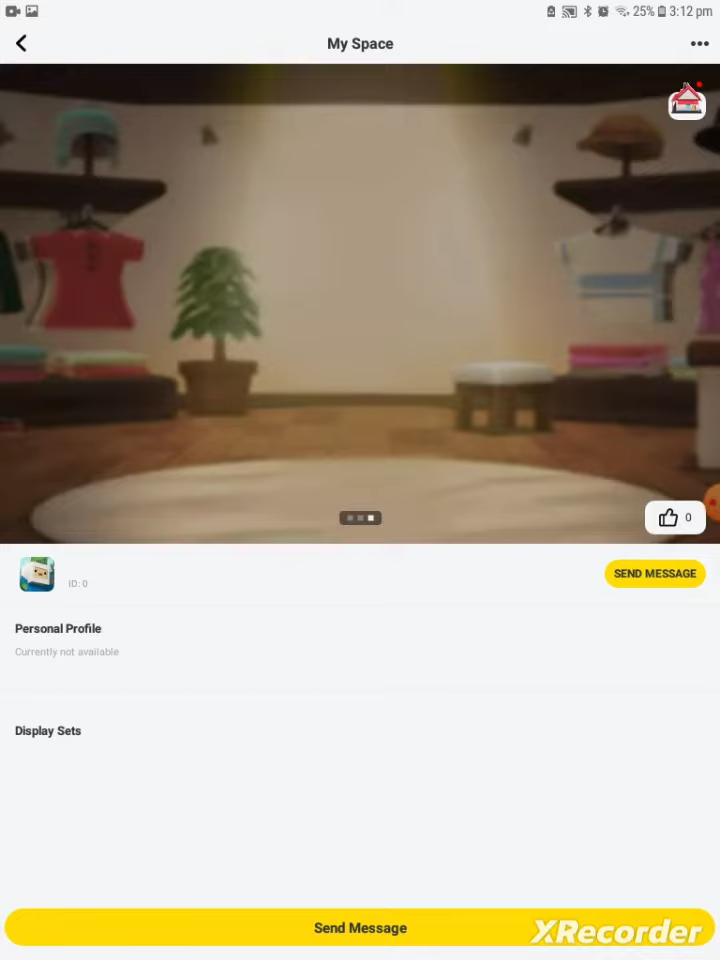 25% 3:12 pm
My Space
0
ID: 0
SEND MESSAGE
Personal Profile
Currently not available
Display Sets
Send Message
XRecorder